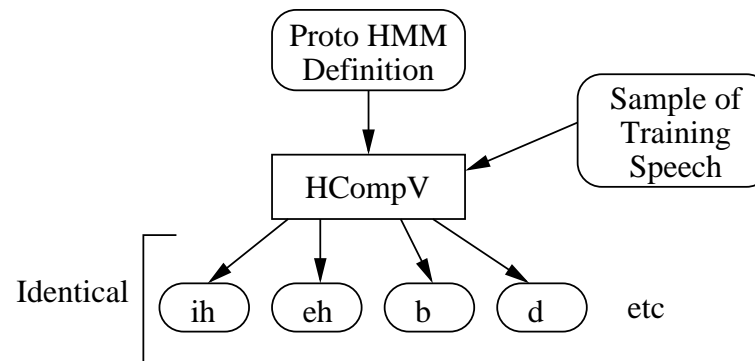 Proto HMM
Definition
Sample of
Training
Speech
HCompV
Identical
ih
eh
b
d
etc